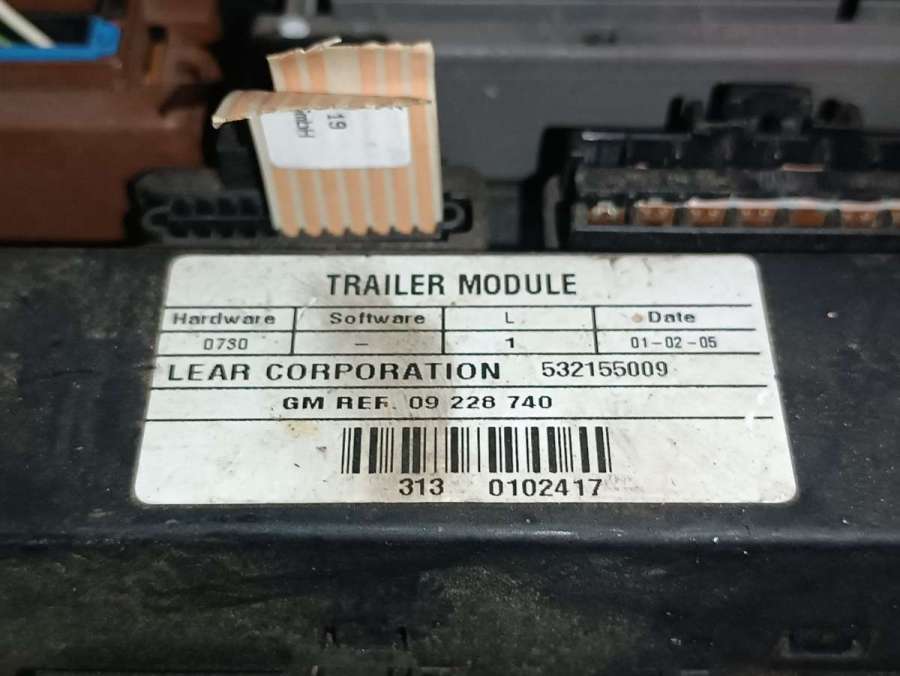 19
mbH
TRAILER MODULE
Hardware Software L Date
0730 – 1 01-02-05
LEAR CORPORATION 532155009
GM REF. 09 228 740
313 0102417